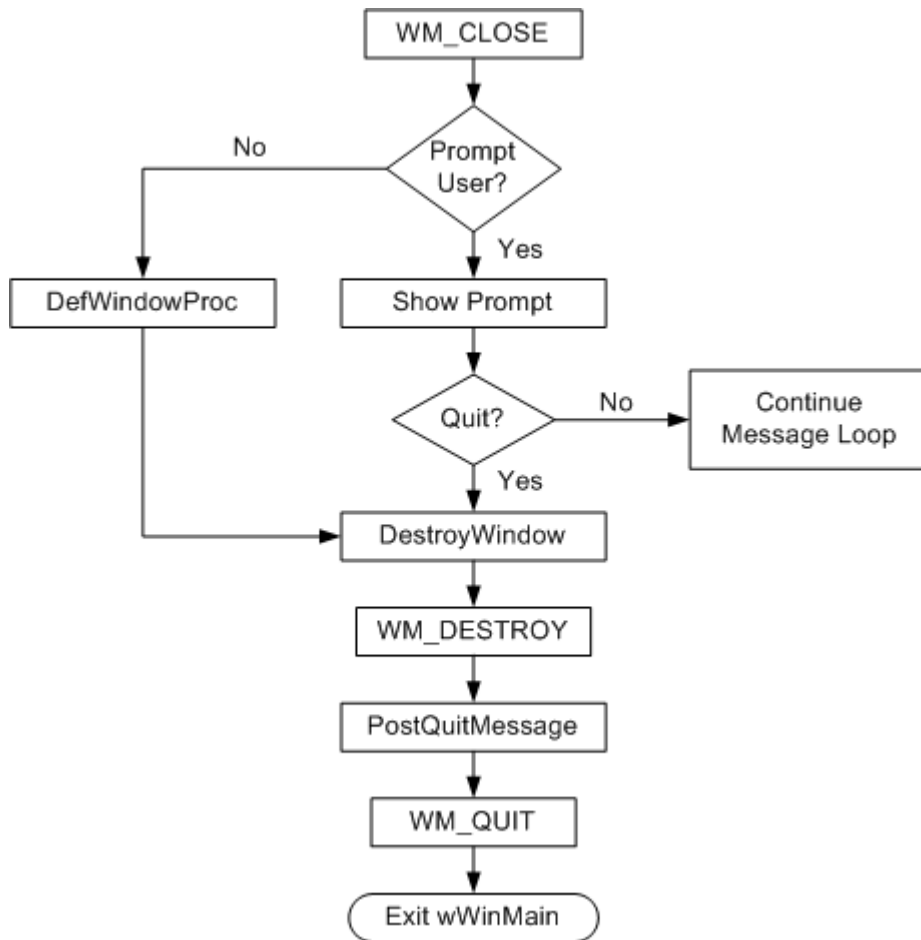 WM_CLOSE
No
Prompt
User?
Yes
DefWindowProc
Show Prompt
Quit?
No
Continue
Message Loop
Yes
DestroyWindow
WM_DESTROY
PostQuitMessage
WM_QUIT
Exit wWinMain